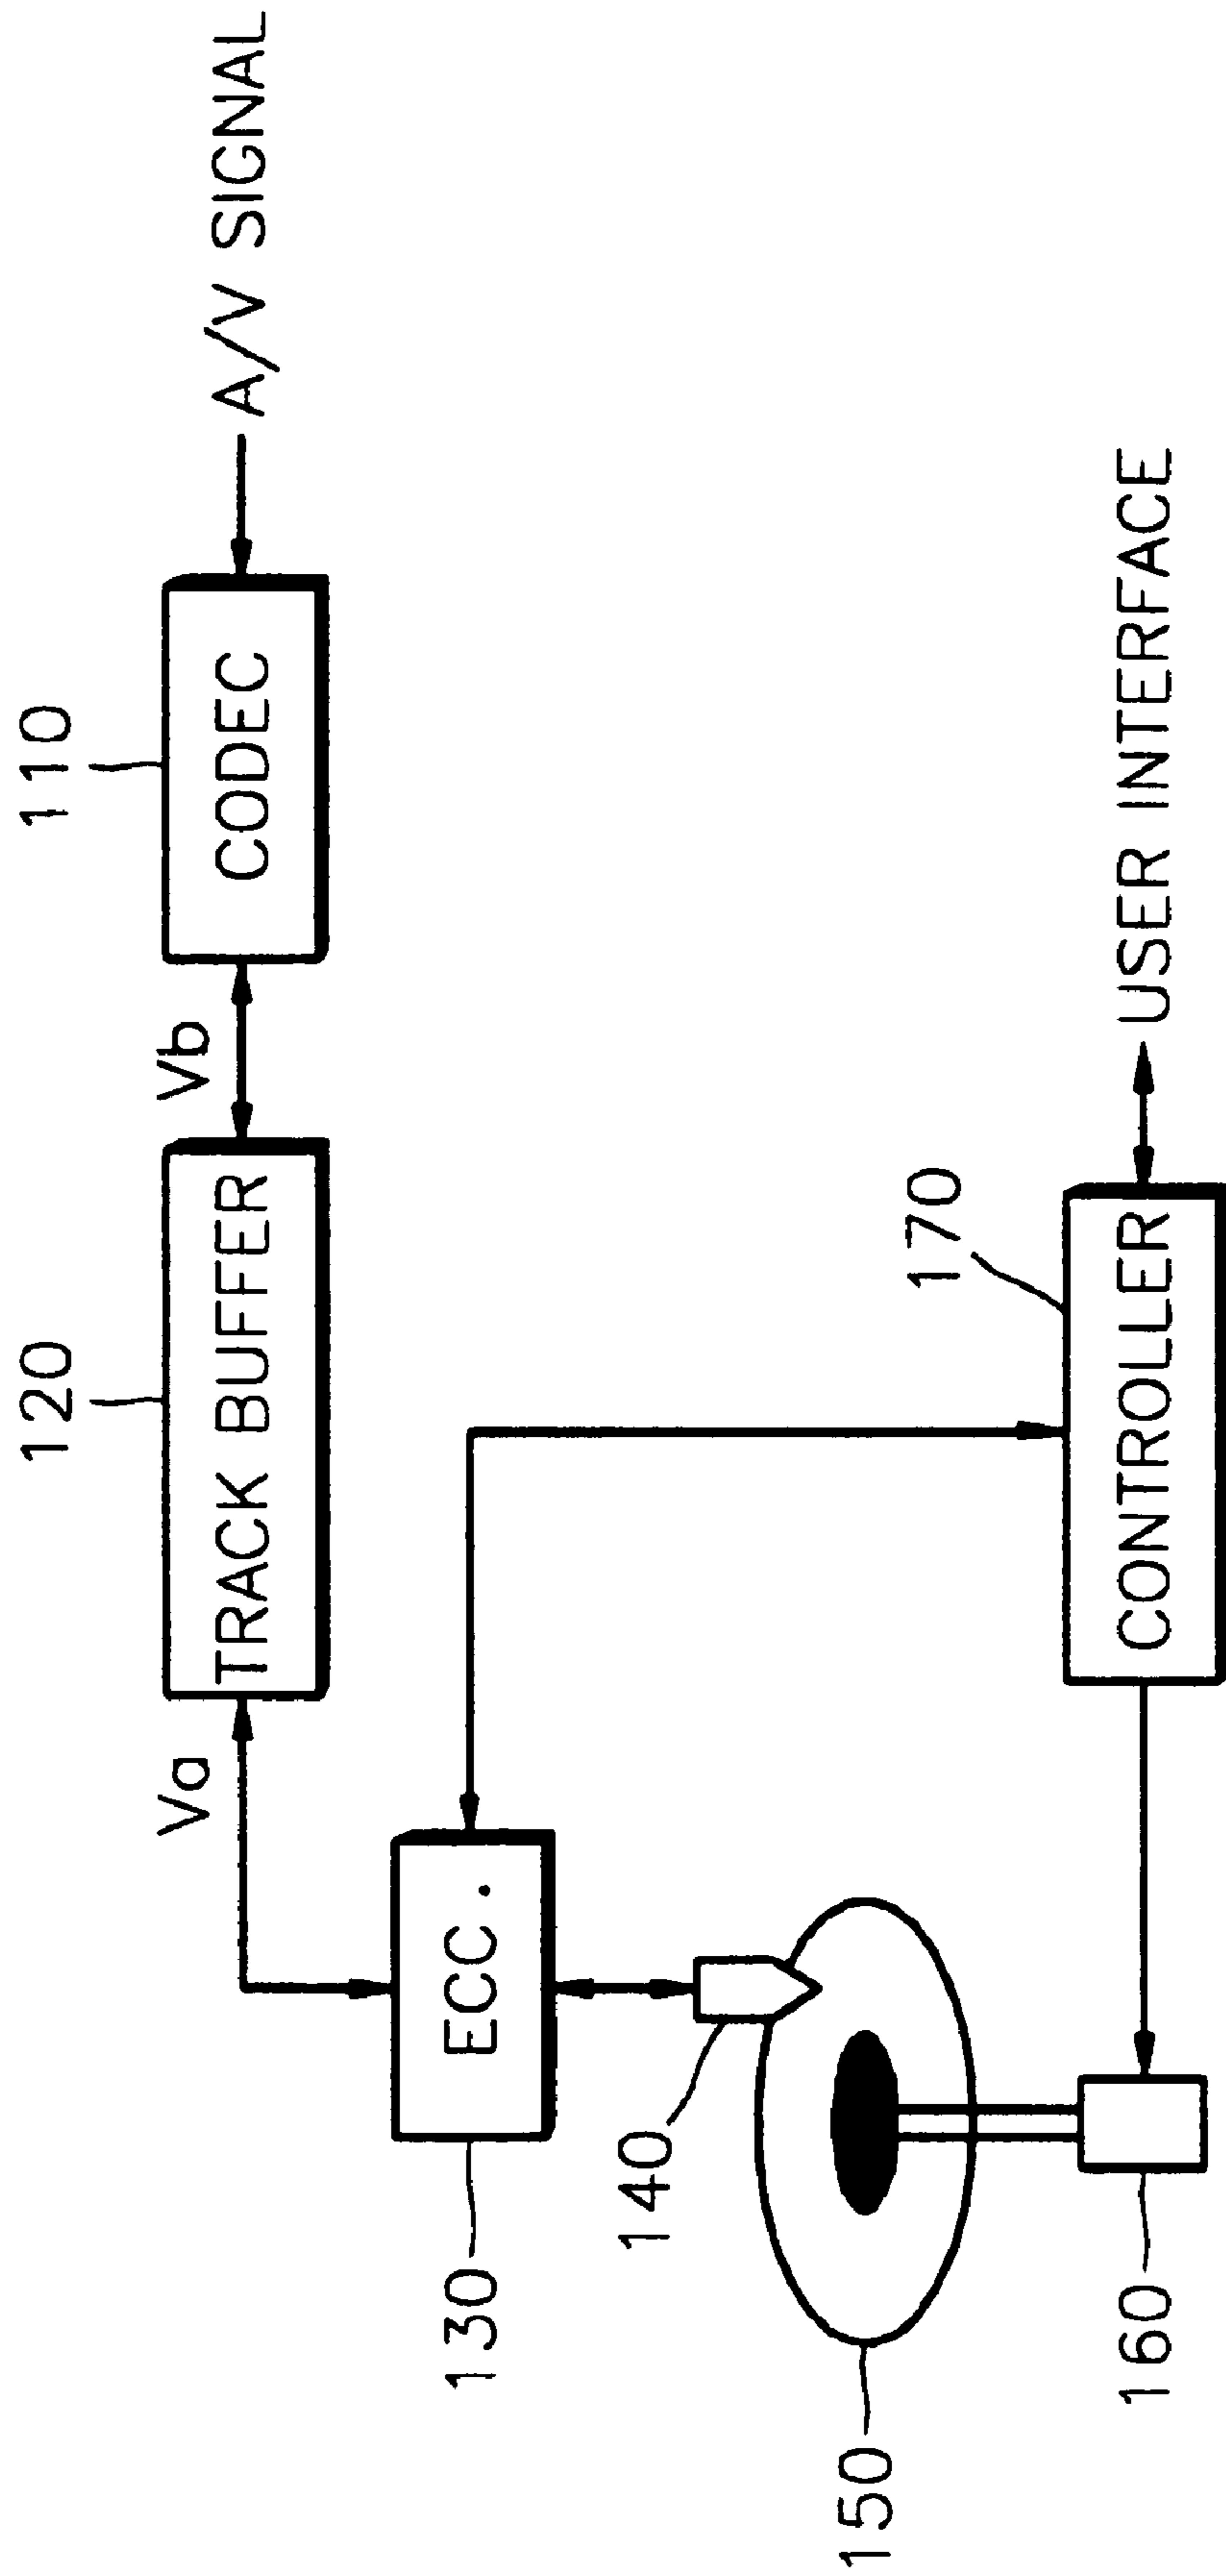 110
120
CODEC
A/V SIGNAL
Vb
TRACK BUFFER
Va
130
ECC.
140
170
150
160
CONTROLLER
USER INTERFACE